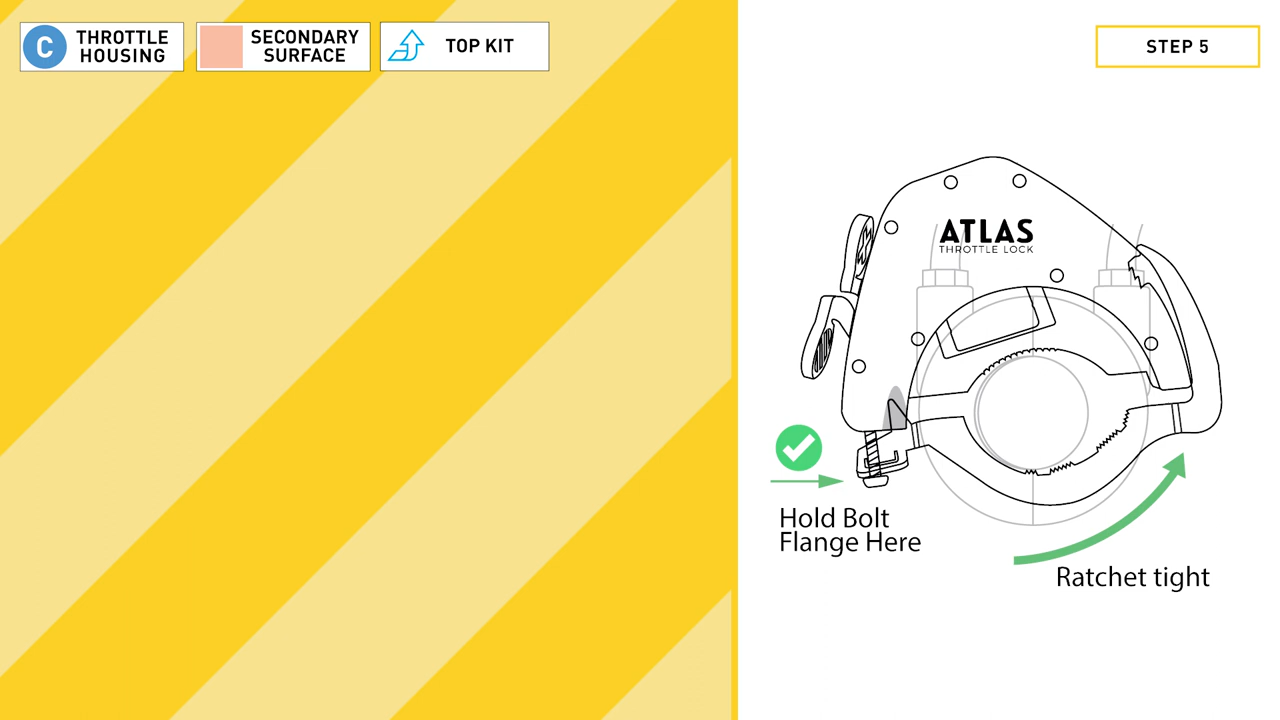 C
THROTTLE
HOUSING
SECONDARY
SURFACE
TOP KIT
STEP 5
ATLAS
THROTTLE LOCK
Hold Bolt
Flange Here
Ratchet tight